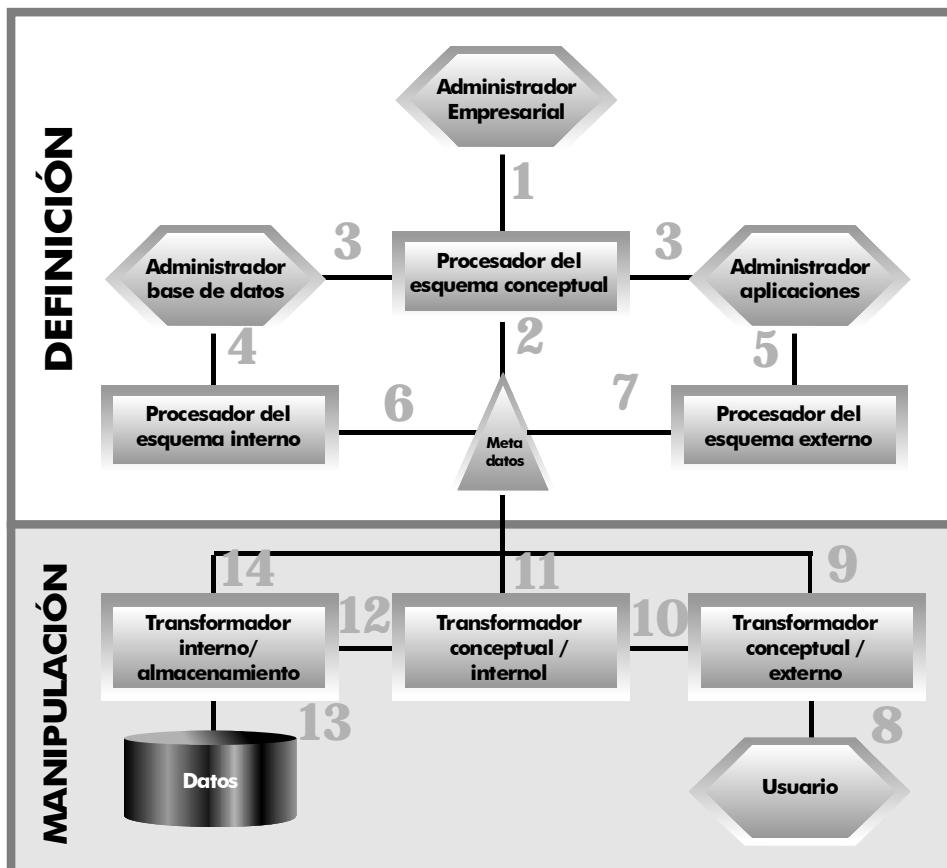 DEFINICIÓN
Administrador
Empresarial
1
3
3
Administrador
base de datos
Procesador del
esquema conceptual
Administrador
aplicaciones
4
2
5
6
7
Procesador del
esquema interno
Meta
datos
Procesador del
esquema externo
MANIPULACIÓN
14
11
9
12
10
Transformador
interno/
almacenamiento
Transformador
conceptual /
internol
Transformador
conceptual /
externo
13
8
Datos
Usuario